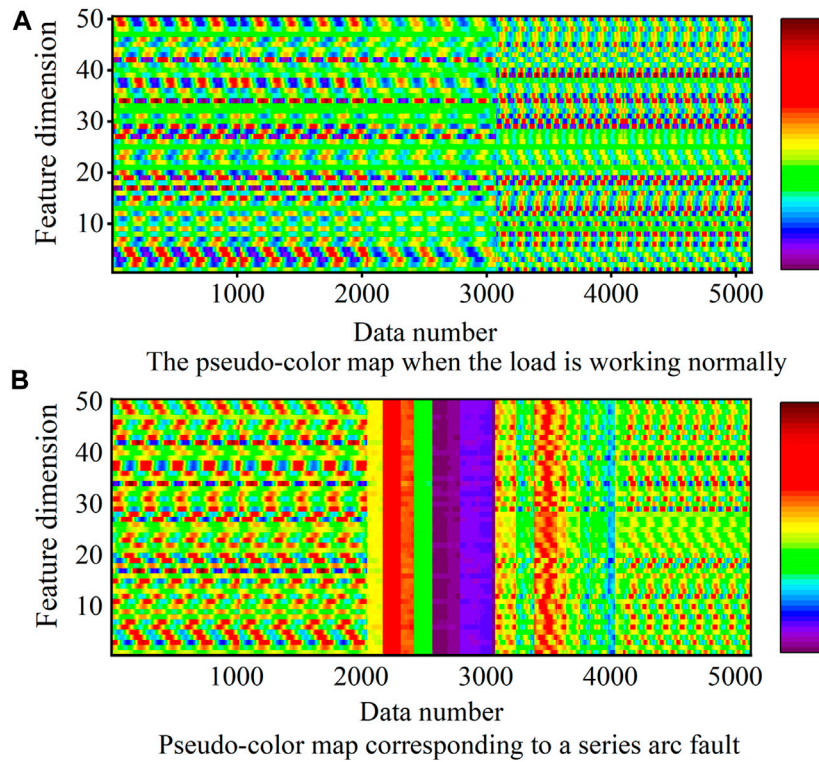 A
50
40
30
20
10
Feature dimension
1000 2000 3000 4000 5000
Data number
The pseudo-color map when the load is working normally
B
50
40
30
20
10
Feature dimension
1000 2000 3000 4000 5000
Data number
Pseudo-color map corresponding to a series arc fault